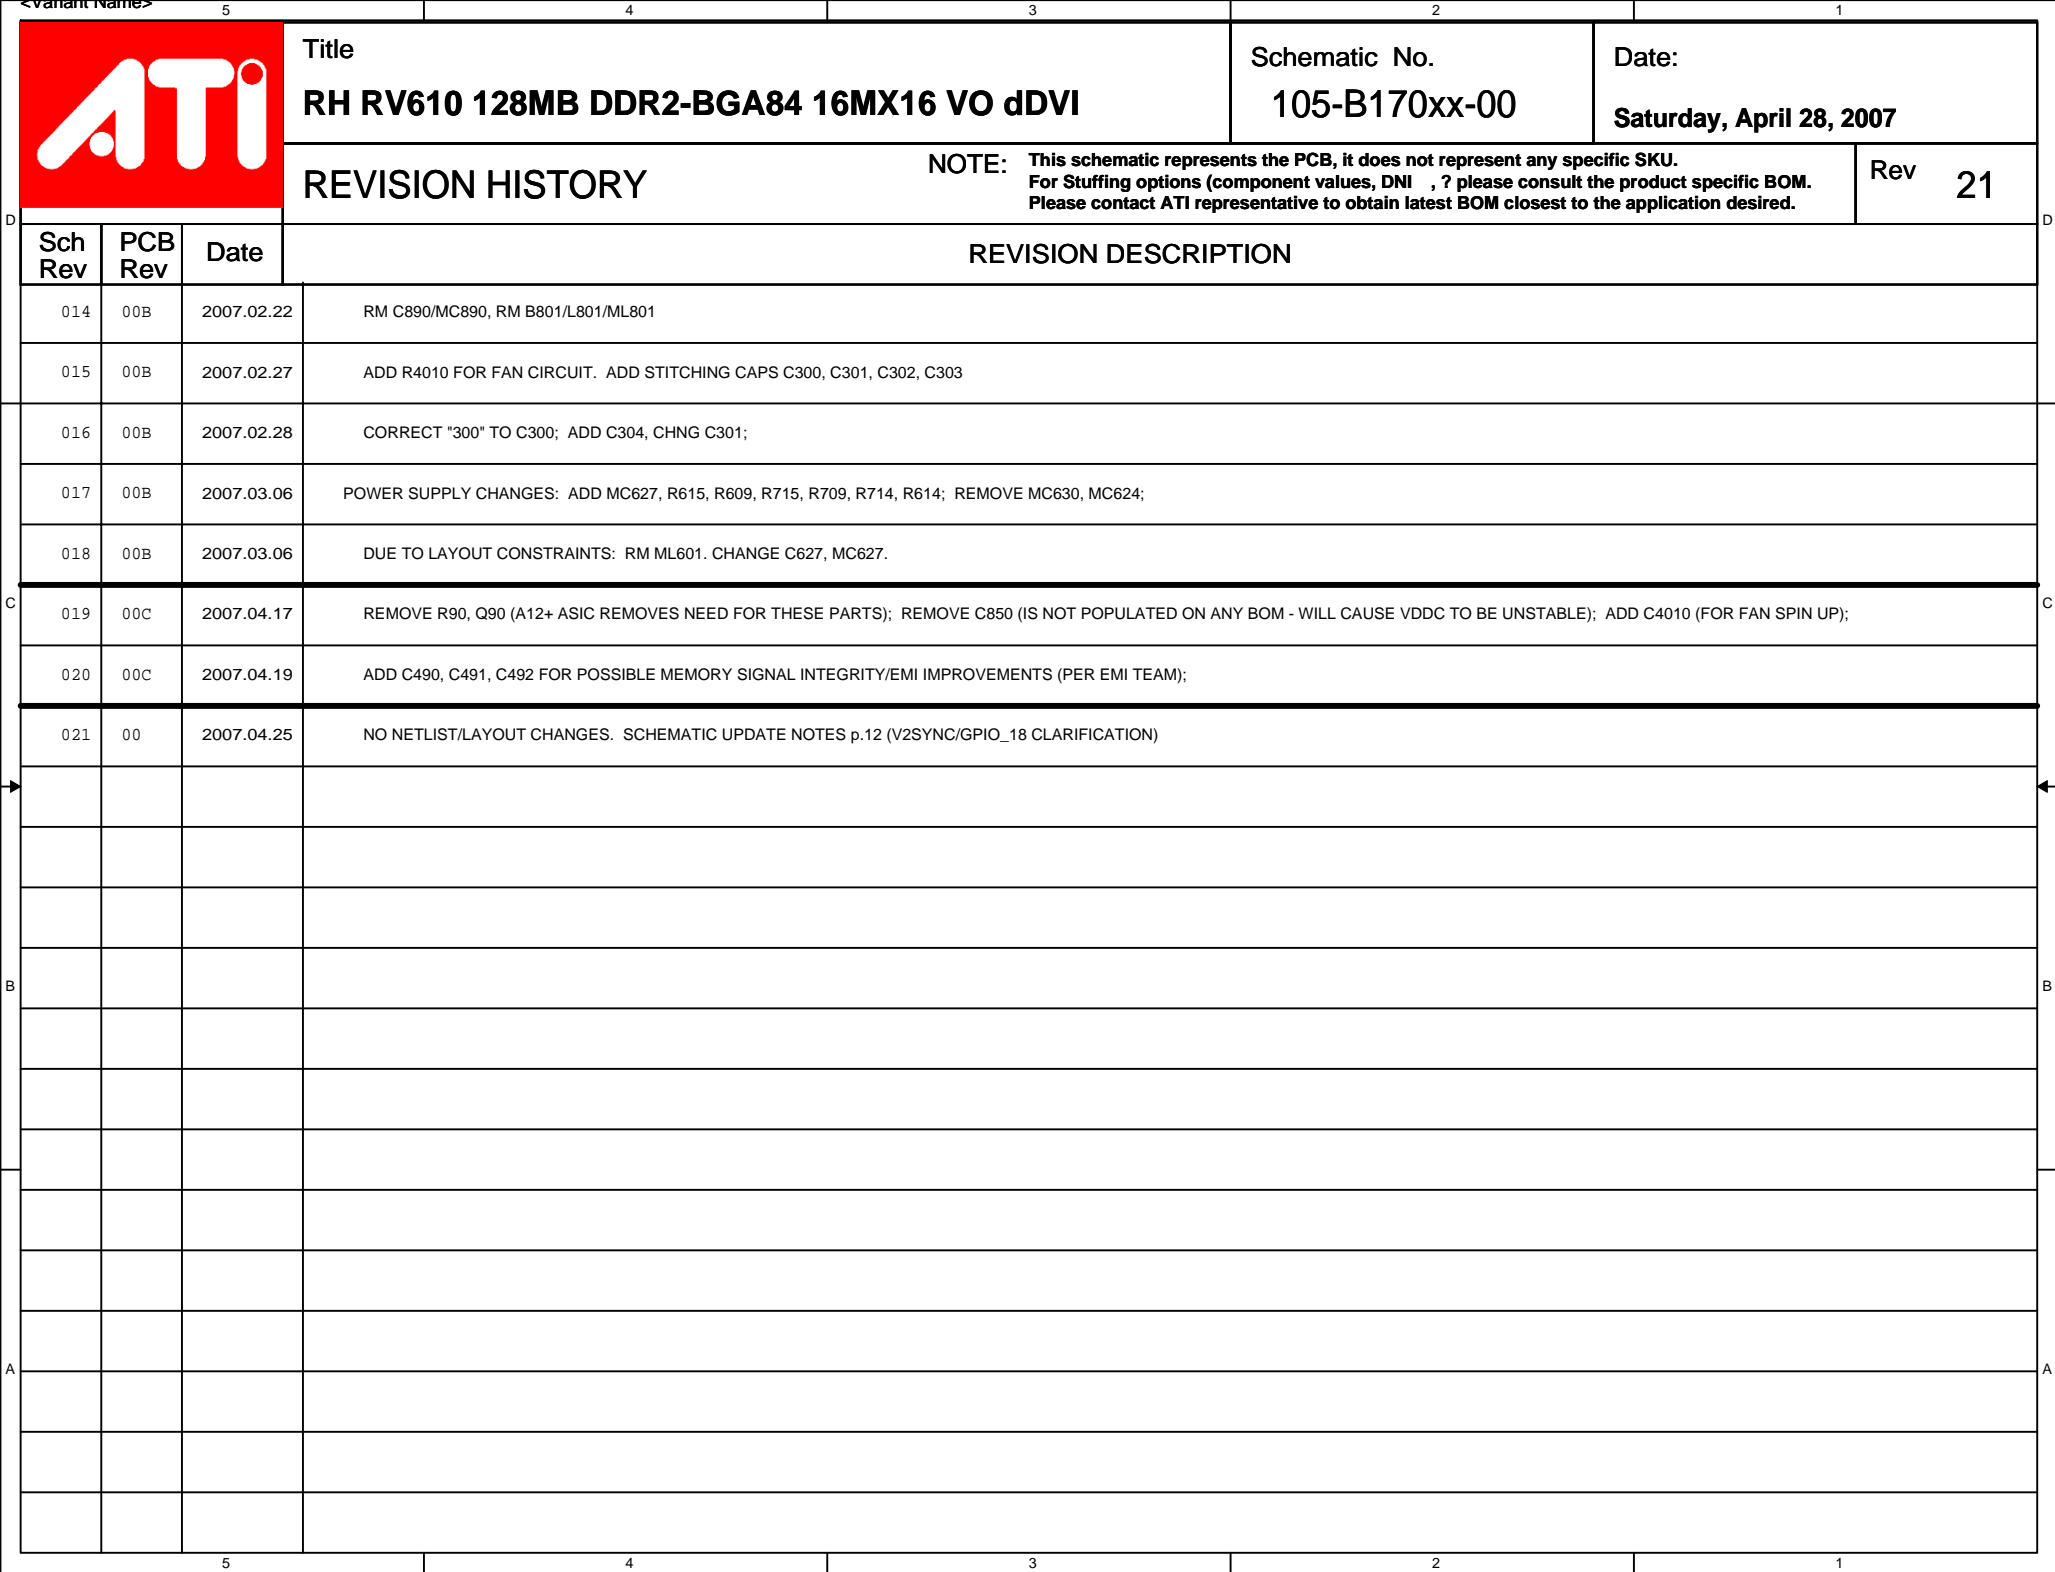 <Variant Name>
5 4 3 2 1
ATi
Title
RH RV610 128MB DDR2-BGA84 16MX16 VO dDVI
Schematic No.
105-B170xx-00
Date:
Saturday, April 28, 2007
REVISION HISTORY
NOTE:
This schematic represents the PCB, it does not represent any specific SKU.
For Stuffing options (component values, DNI , ? please consult the product specific BOM.
Please contact ATI representative to obtain latest BOM closest to the application desired.
Rev 21
D D
Sch Rev
PCB Rev
Date
REVISION DESCRIPTION
014 00B 2007.02.22 RM C890/MC890, RM B801/L801/ML801
015 00B 2007.02.27 ADD R4010 FOR FAN CIRCUIT. ADD STITCHING CAPS C300, C301, C302, C303
016 00B 2007.02.28 CORRECT "300" TO C300; ADD C304, CHNG C301;
017 00B 2007.03.06 POWER SUPPLY CHANGES: ADD MC627, R615, R609, R715, R709, R714, R614; REMOVE MC630, MC624;
018 00B 2007.03.06 DUE TO LAYOUT CONSTRAINTS: RM ML601. CHANGE C627, MC627.
C C
019 00C 2007.04.17 REMOVE R90, Q90 (A12+ ASIC REMOVES NEED FOR THESE PARTS); REMOVE C850 (IS NOT POPULATED ON ANY BOM - WILL CAUSE VDDC TO BE UNSTABLE); ADD C4010 (FOR FAN SPIN UP);
020 00C 2007.04.19 ADD C490, C491, C492 FOR POSSIBLE MEMORY SIGNAL INTEGRITY/EMI IMPROVEMENTS (PER EMI TEAM);
021 00 2007.04.25 NO NETLIST/LAYOUT CHANGES. SCHEMATIC UPDATE NOTES p.12 (V2SYNC/GPIO_18 CLARIFICATION)
B B
A A
5 4 3 2 1